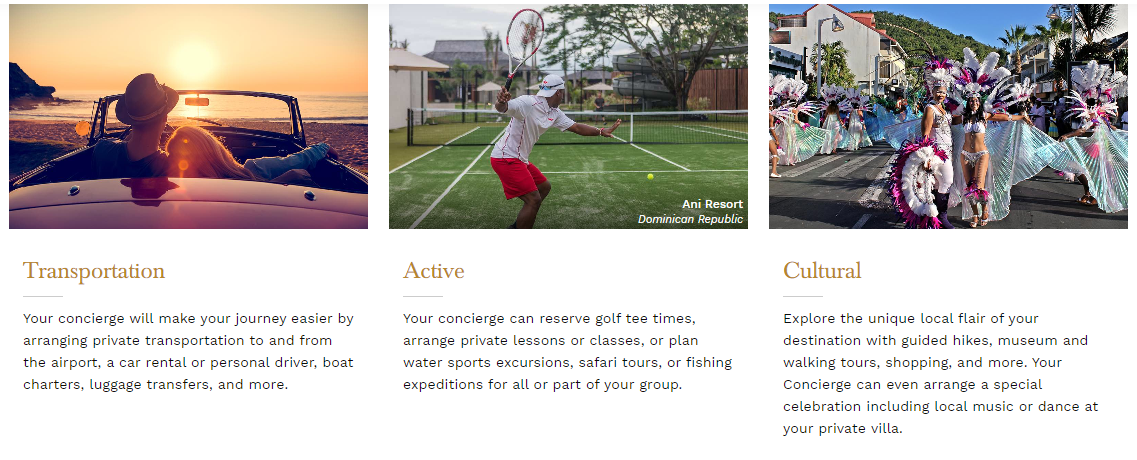 Ani Resort
Dominican Republic
Transportation
Your concierge will make your journey easier by
arranging private transportation to and from
the airport, a car rental or personal driver, boat
charters, luggage transfers, and more.
Active
Your concierge can reserve golf tee times,
arrange private lessons or classes, or plan
water sports excursions, safari tours, or fishing
expeditions for all or part of your group.
Cultural
Explore the unique local flair of your
destination with guided hikes, museum and
walking tours, shopping, and more. Your
Concierge can even arrange a special
celebration including local music or dance at
your private villa.